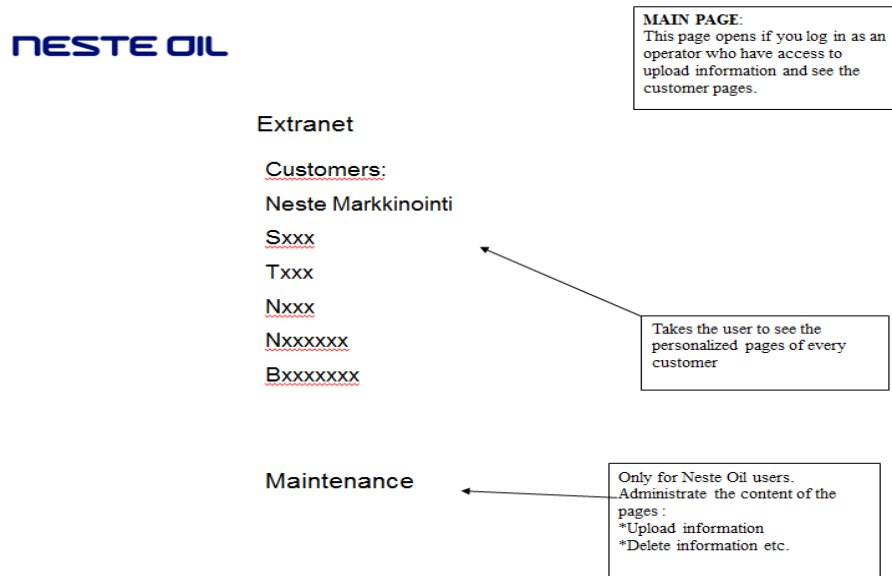 NESTE OIL
MAIN PAGE:
This page opens if you log in as an
operator who have access to
upload information and see the
customer pages.
Extranet
Customers:
Neste Markkinointi
Sxxx
Txxx
Nxxx
Nxxxxxx
Bxxxxxxx
Takes the user to see the
personalized pages of every
customer
Maintenance
Only for Neste Oil users.
Administrate the content of the
pages :
*Upload information
*Delete information etc.